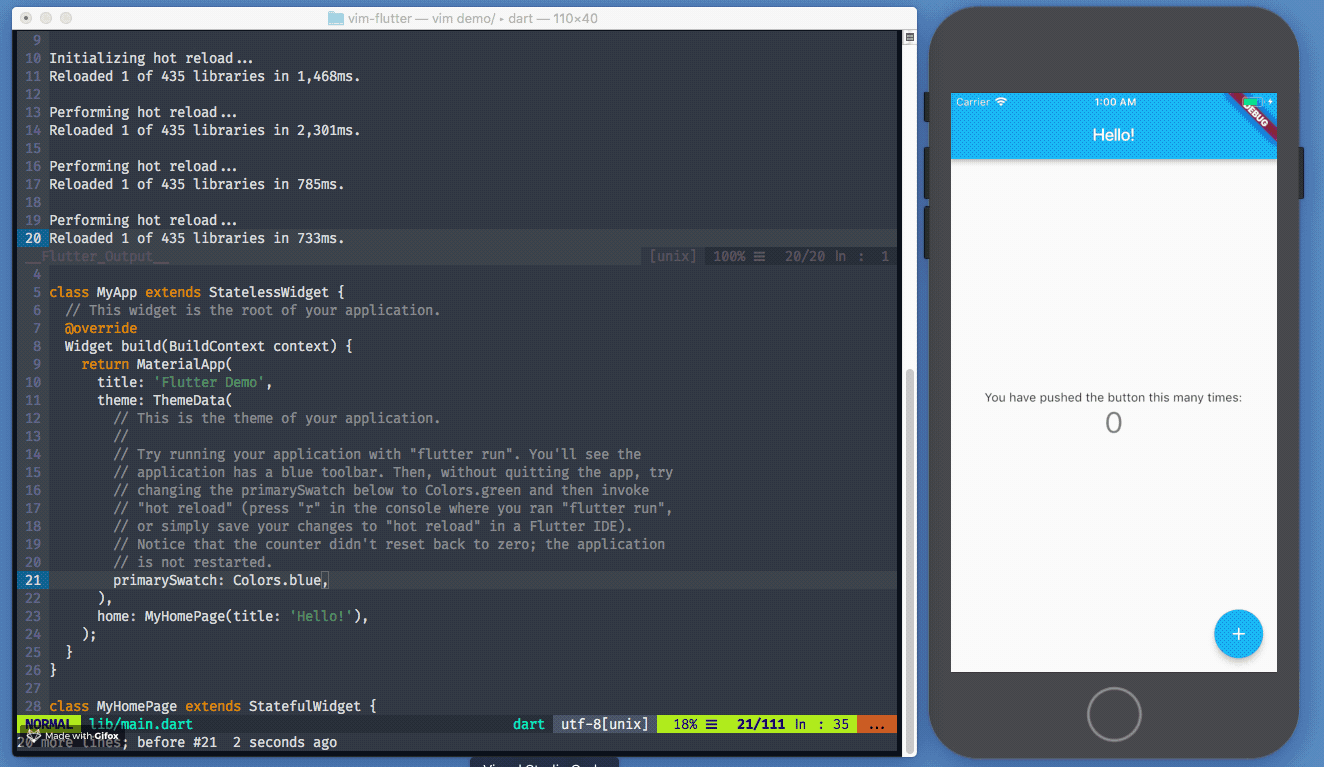 vim-flutter — vim demo/ ▸ dart — 110×40
9
10 Initializing hot reload...
11 Reloaded 1 of 435 libraries in 1,468ms.
12
13 Performing hot reload...
14 Reloaded 1 of 435 libraries in 2,301ms.
15
16 Performing hot reload...
17 Reloaded 1 of 435 libraries in 785ms.
18
19 Performing hot reload...
20 Reloaded 1 of 435 libraries in 733ms.
__Flutter_Output__ [unix] 100% ☰ 20/20 ln : 1
4
5 class MyApp extends StatelessWidget {
6 // This widget is the root of your application.
7 @override
8 Widget build(BuildContext context) {
9 return MaterialApp(
10 title: 'Flutter Demo',
11 theme: ThemeData(
12 // This is the theme of your application.
13 //
14 // Try running your application with "flutter run". You'll see the
15 // application has a blue toolbar. Then, without quitting the app, try
16 // changing the primarySwatch below to Colors.green and then invoke
17 // "hot reload" (press "r" in the console where you ran "flutter run",
18 // or simply save your changes to "hot reload" in a Flutter IDE).
19 // Notice that the counter didn't reset back to zero; the application
20 // is not restarted.
21 primarySwatch: Colors.blue,
22 ),
23 home: MyHomePage(title: 'Hello!'),
24 );
25 }
26 }
27
28 class MyHomePage extends StatefulWidget {
NORMAL lib/main.dart dart utf-8[unix] 18% ☰ 21/111 ln : 35 ...
Made with Gifox
more lines; before #21 2 seconds ago
Carrier 1:00 AM
DEBUG
Hello!
You have pushed the button this many times:
0
+